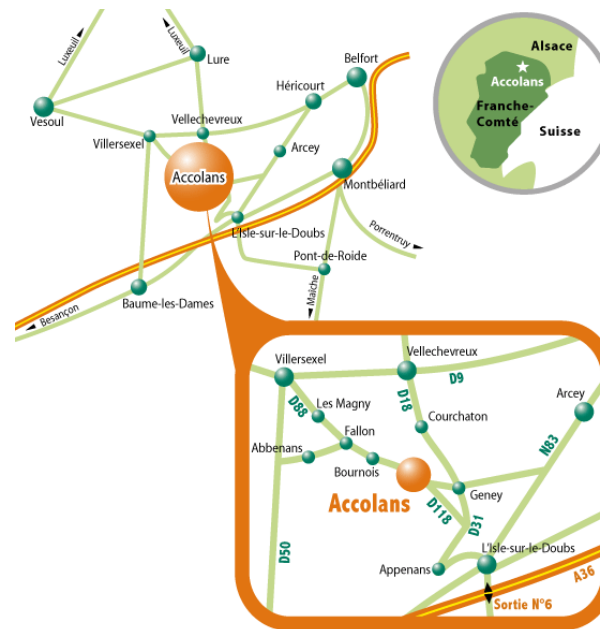 Luxeuil
Luxeuil
Lure
Belfort
Alsace
Accolans
Franche-
Comté
Suisse
Héricourt
Vesoul
Vellechevreux
Villersexel
Arcey
Accolans
Montbéliard
L'Isle-sur-le-Doubs
Porrentruy
Pont-de-Roide
Maîche
Baume-les-Dames
Besançon
Villersexel
Vellechevreux
D9
D88
D18
Arcey
Les Magny
Courchaton
Fallon
N83
Abbenans
Bournois
Accolans
Geney
D118
D31
D50
L'Isle-sur-le-Doubs
Appenans
A36
Sortie N°6